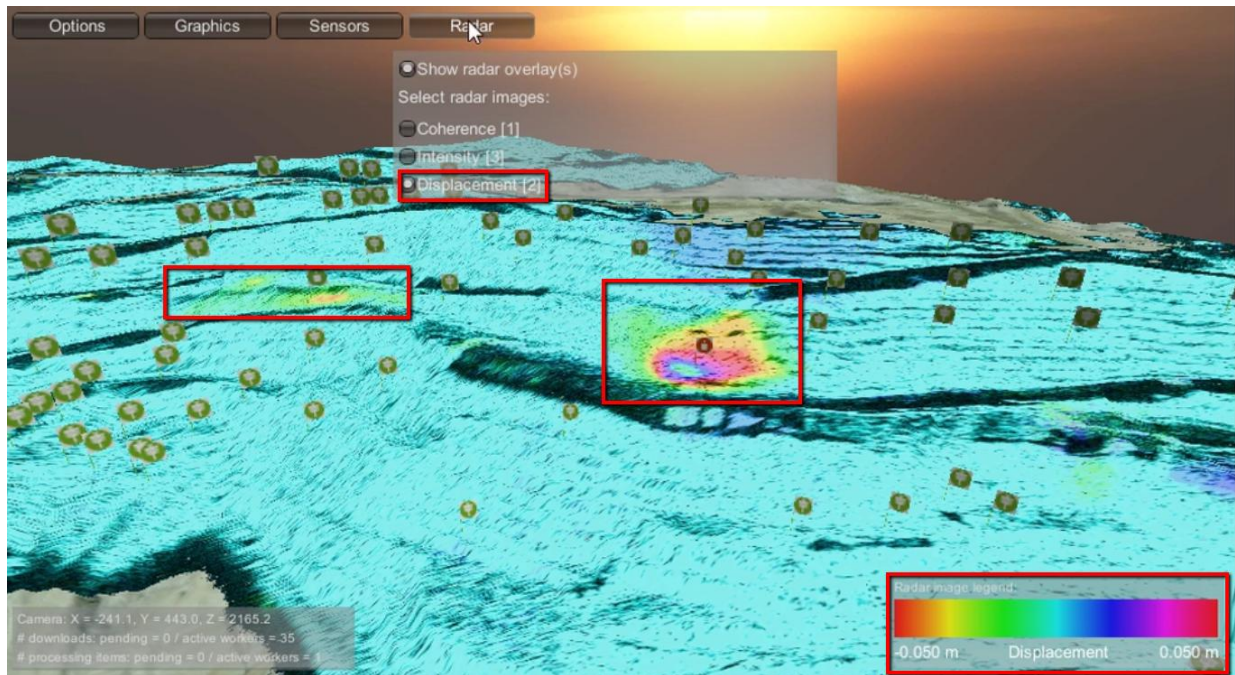 Options Graphics Sensors Radar
Show radar overlay(s)
Select radar images:
Coherence [1]
Intensity [3]
Displacement [2]
Radar image legend
-0.050 m Displacement 0.050 m
Camera: X = -241.1, Y = 443.0, Z = 2165.2
# downloads: pending = 0 / active workers = 35
# processing items: pending = 0 / active workers = 1